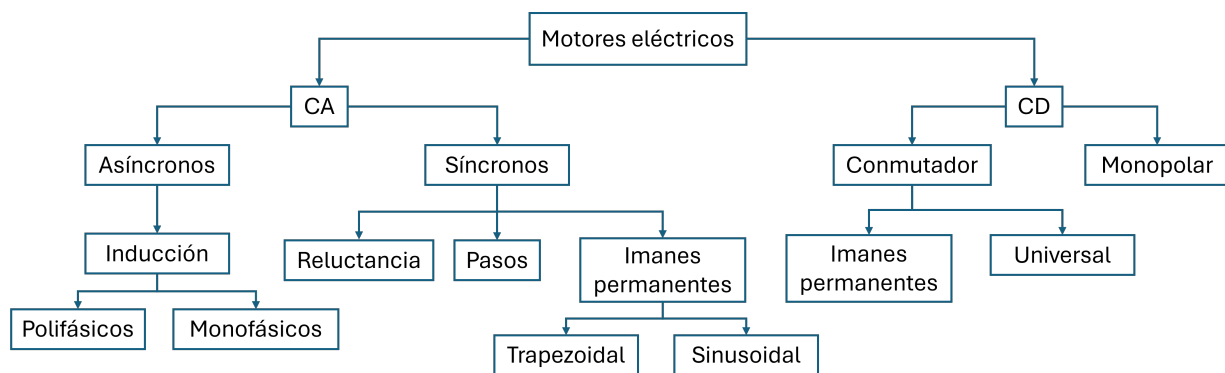 Motores eléctricos
CA
CD
Asíncronos
Síncronos
Conmutador
Monopolar
Inducción
Reluctancia
Pasos
Imanes
permanentes
Imanes
permanentes
Universal
Polifásicos
Monofásicos
Trapezoidal
Sinusoidal